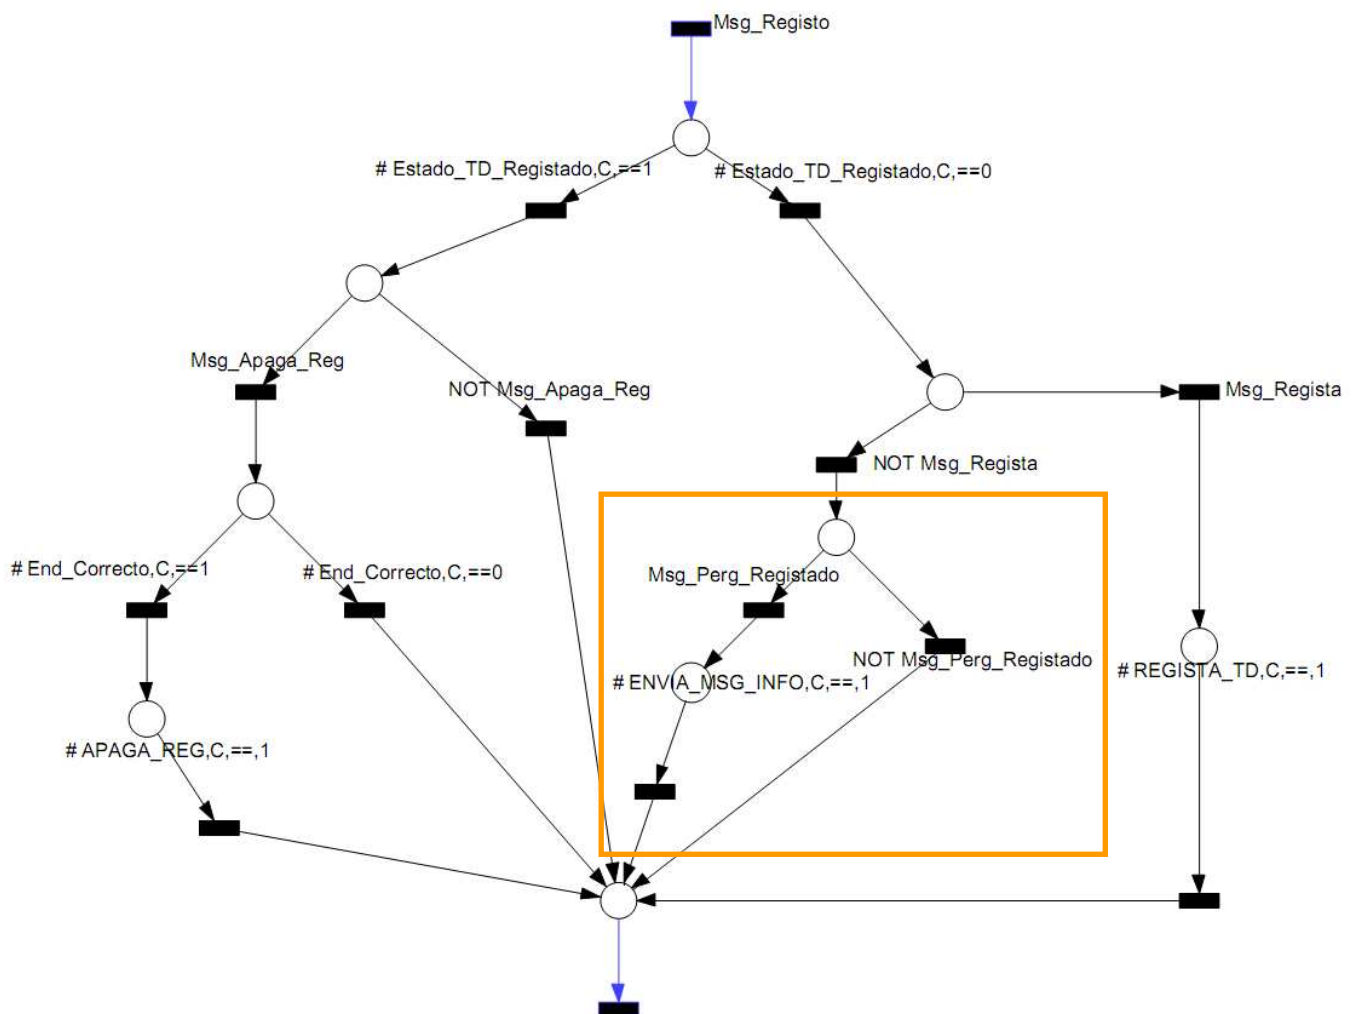 Msg_Registo
# Estado_TD_Registado,C,==1
# Estado_TD_Registado,C,==0
Msg_Apaga_Reg
NOT Msg_Apaga_Reg
Msg_Regista
NOT Msg_Regista
# End_Correcto,C,==1
# End_Correcto,C,==0
Msg_Perg_Registado
NOT Msg_Perg_Registado
# REGISTA_TD,C,==,1
# ENVIA_MSG_INFO,C,==,1
# APAGA_REG,C,==,1